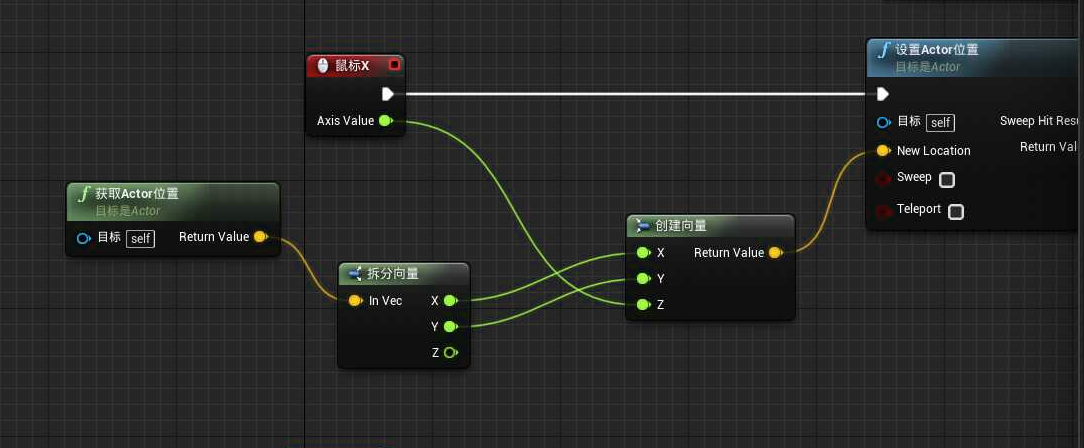 鼠标X
Axis Value
获取Actor位置
目标是Actor
目标 self Return Value
拆分向量
In Vec X
Y
Z
创建向量
X Return Value
Y
Z
设置Actor位置
目标是Actor
目标 self Sweep Hit Resu
New Location Return Val
Sweep
Teleport